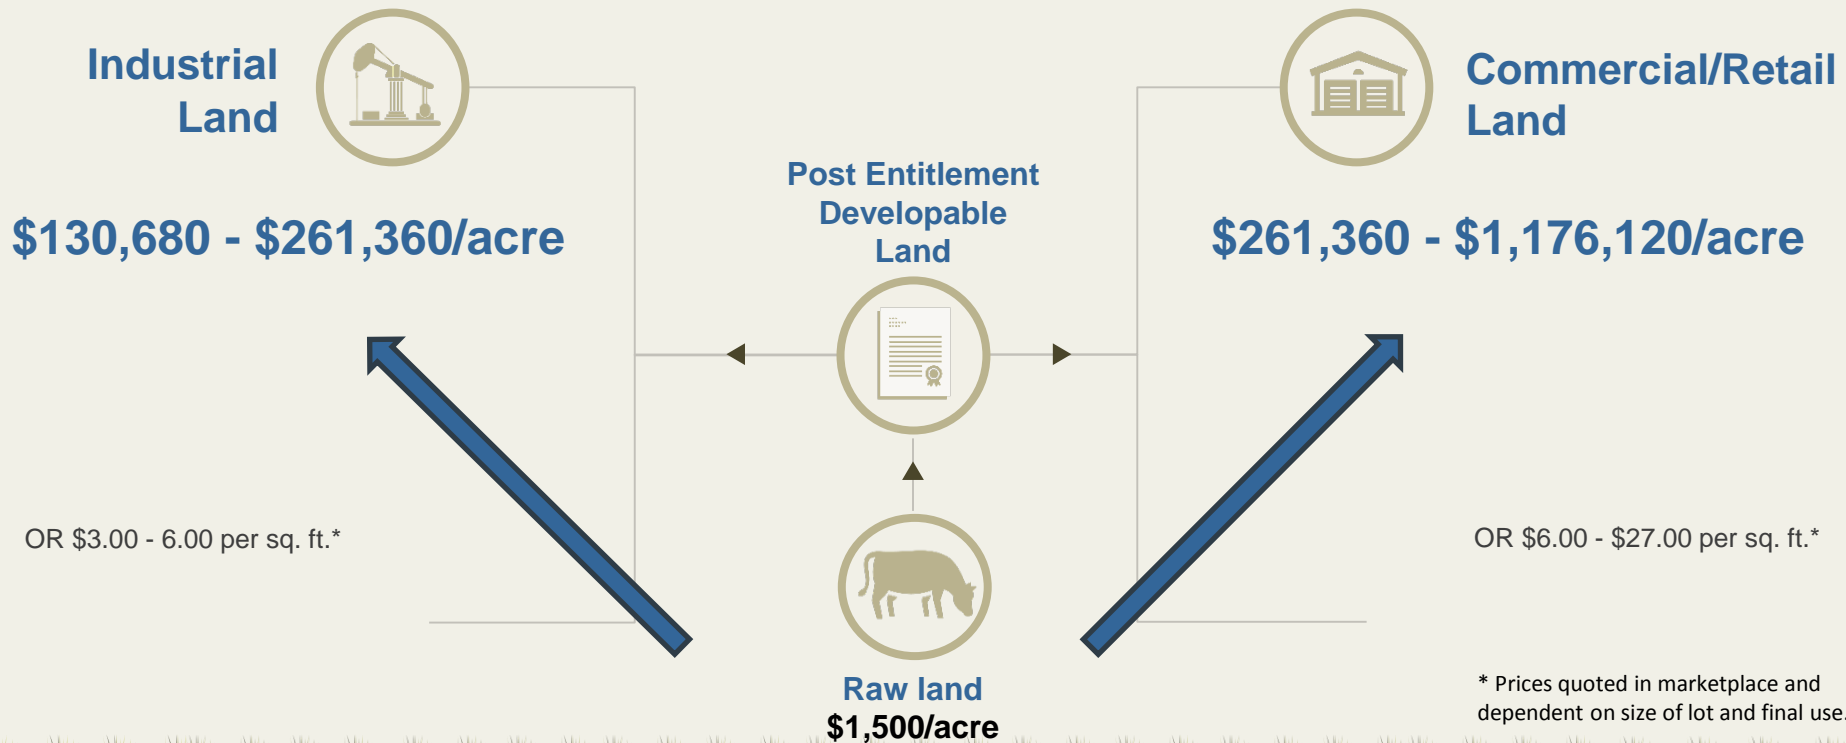 Industrial
Land
Commercial/Retail
Land
Post Entitlement
Developable
Land
$130,680 - $261,360/acre
$261,360 - $1,176,120/acre
OR $3.00 - 6.00 per sq. ft.*
OR $6.00 - $27.00 per sq. ft.*
Raw land
$1,500/acre
* Prices quoted in marketplace and
dependent on size of lot and final use.